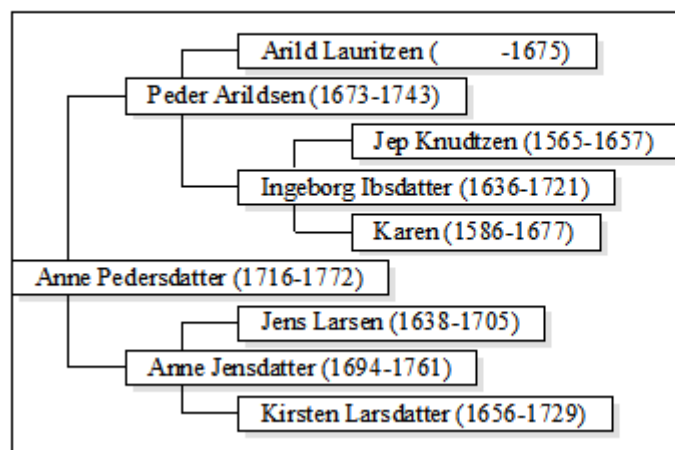 Arild Lauritzen (          -1675)
Peder Arildsen (1673-1743)
Jep Knudtzen (1565-1657)
Ingeborg Ibsdatter (1636-1721)
Karen (1586-1677)
Anne Pedersdatter (1716-1772)
Jens Larsen (1638-1705)
Anne Jensdatter (1694-1761)
Kirsten Larsdatter (1656-1729)